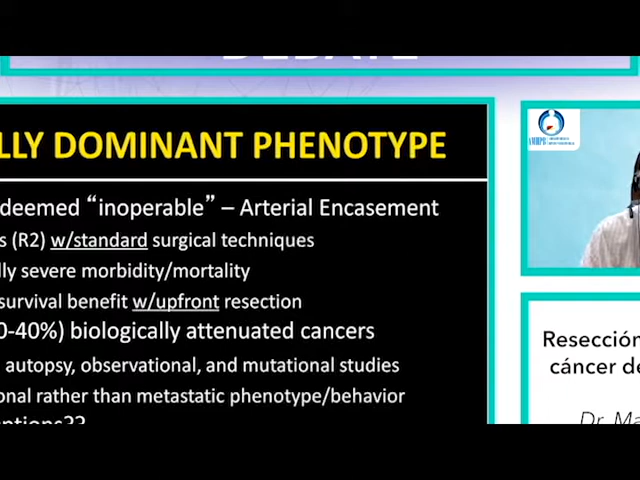 DEBATE
LLY DOMINANT PHENOTYPE
deemed “inoperable” – Arterial Encasement
s (R2) w/standard surgical techniques
lly severe morbidity/mortality
survival benefit w/upfront resection
0-40%) biologically attenuated cancers
autopsy, observational, and mutational studies
onal rather than metastatic phenotype/behavior
ptions??
Resección
cáncer de
Dr. Ma